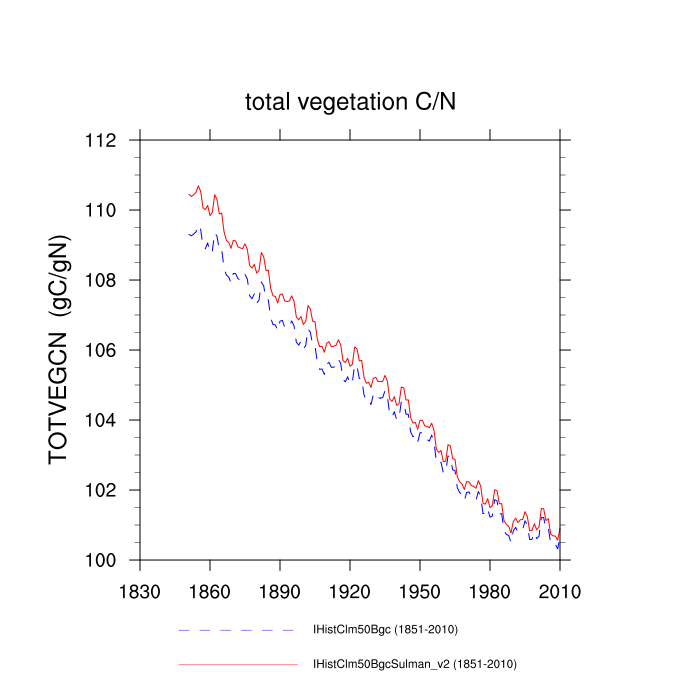 total vegetation C/N
TOTVEGCN (gC/gN)
112
110
108
106
104
102
100
1830 1860 1890 1920 1950 1980 2010
IHistClm50Bgc (1851-2010)
IHistClm50BgcSulman_v2 (1851-2010)